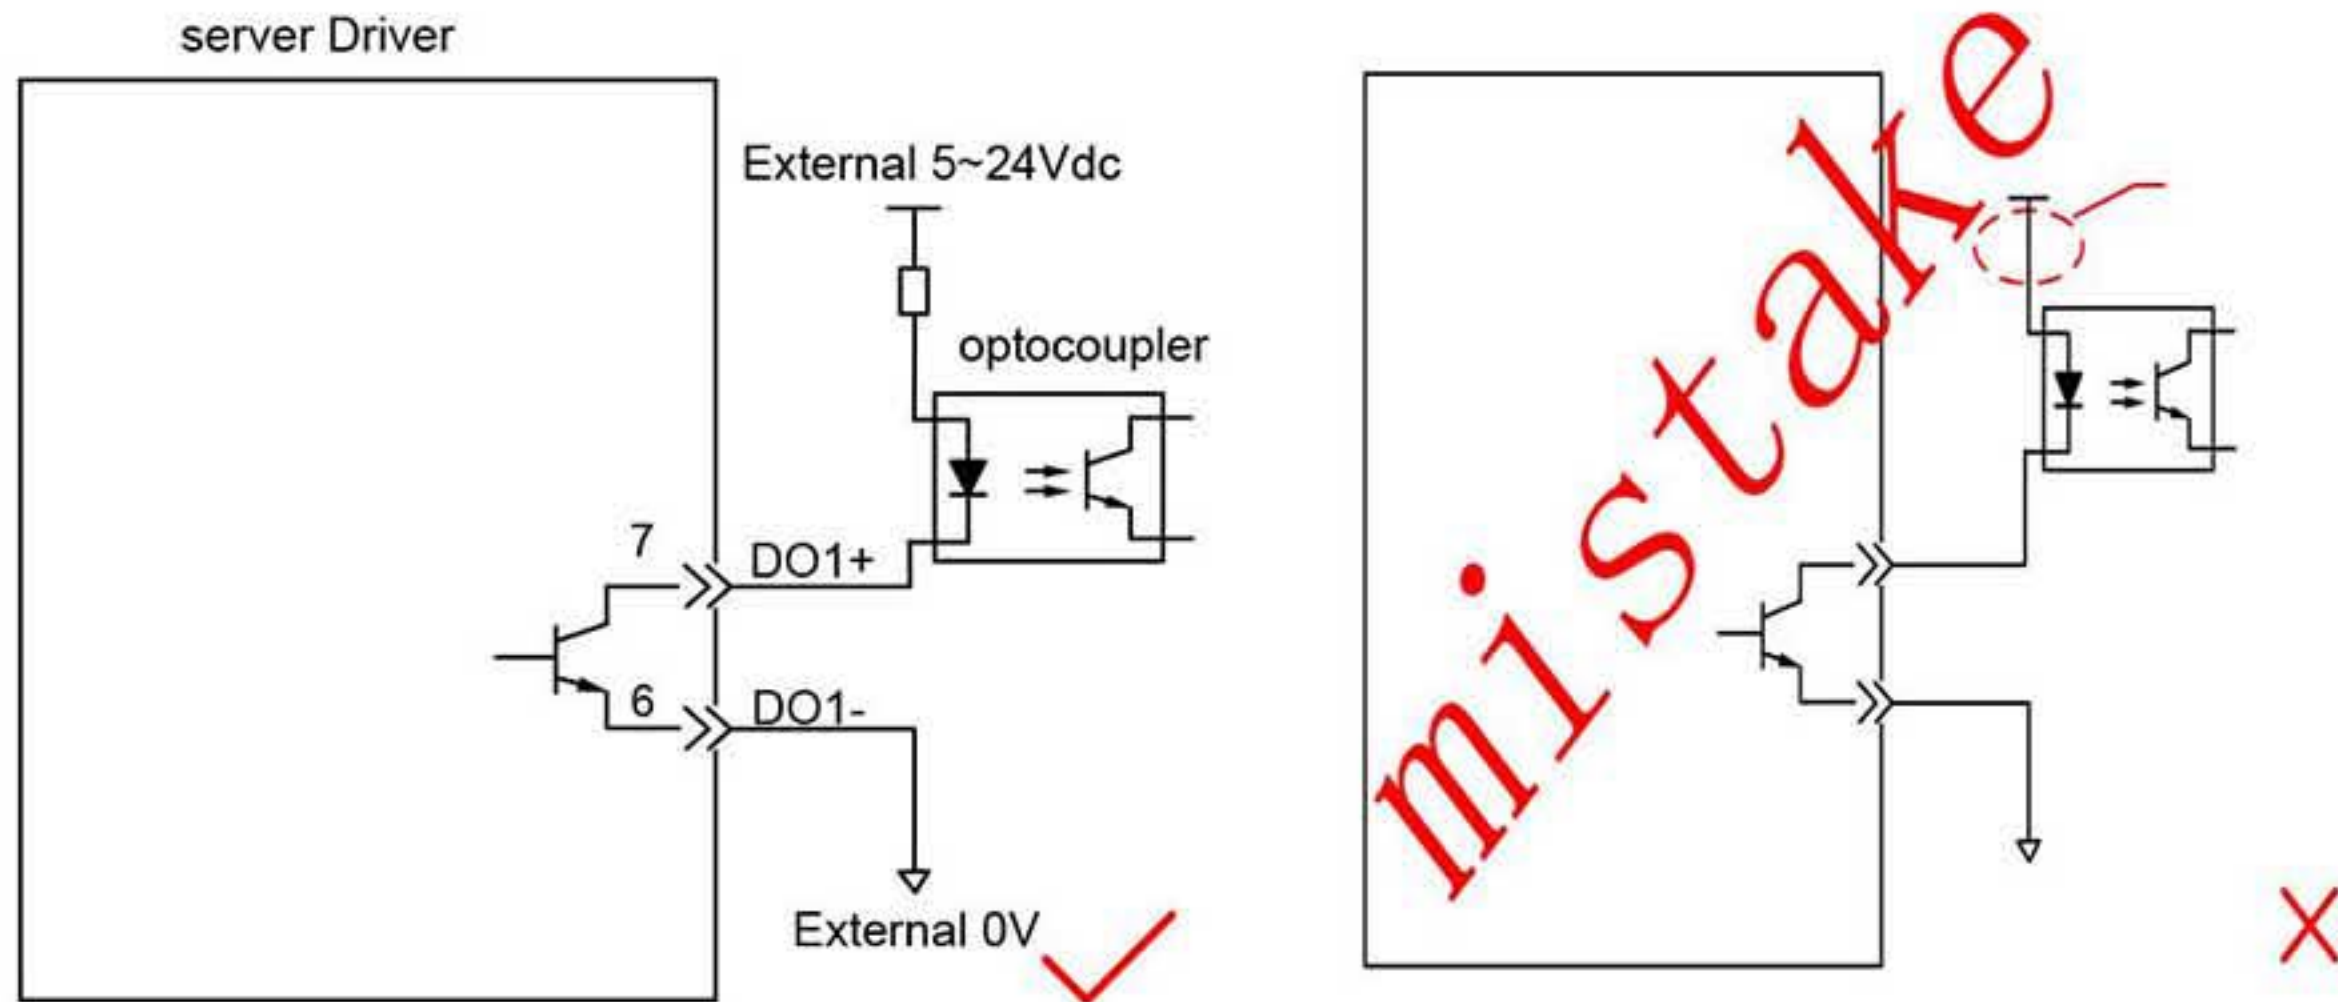 server Driver
External 5~24Vdc
optocoupler
7
DO1+
6
DO1-
External 0V
mistake